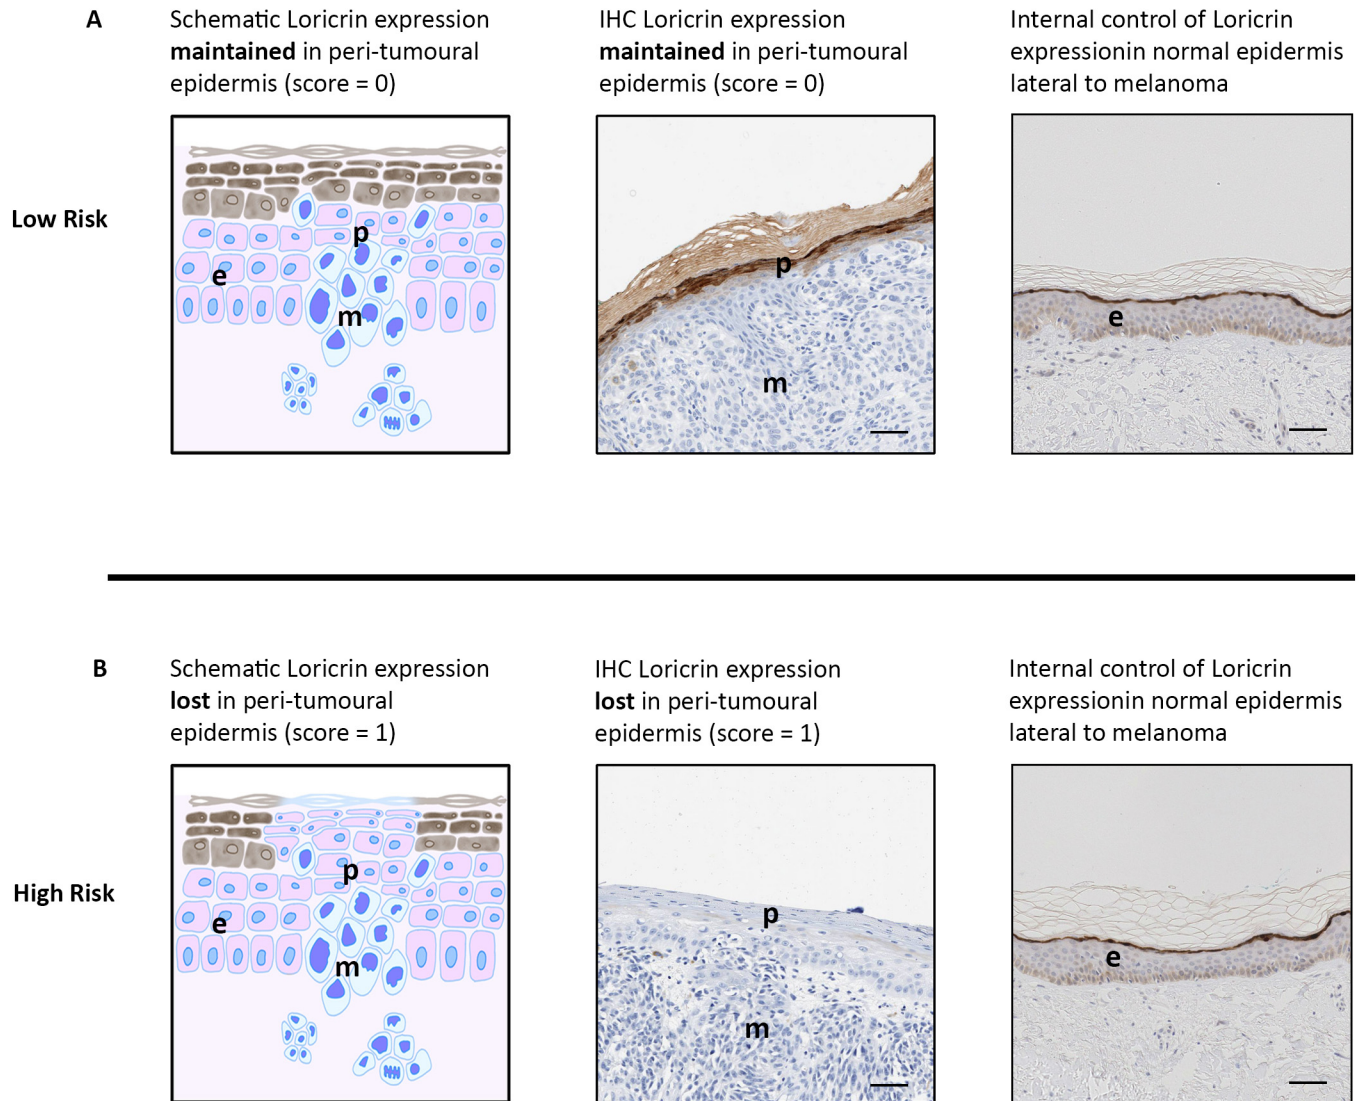 A
Schematic Loricrin expression
maintained in peri-tumoural
epidermis (score = 0)
IHC Loricrin expression
maintained in peri-tumoural
epidermis (score = 0)
Internal control of Loricrin
expressionin normal epidermis
lateral to melanoma
Low Risk
p
e
m
p
m
e
B
Schematic Loricrin expression
lost in peri-tumoural
epidermis (score = 1)
IHC Loricrin expression
lost in peri-tumoural
epidermis (score = 1)
Internal control of Loricrin
expressionin normal epidermis
lateral to melanoma
High Risk
p
e
m
p
m
e